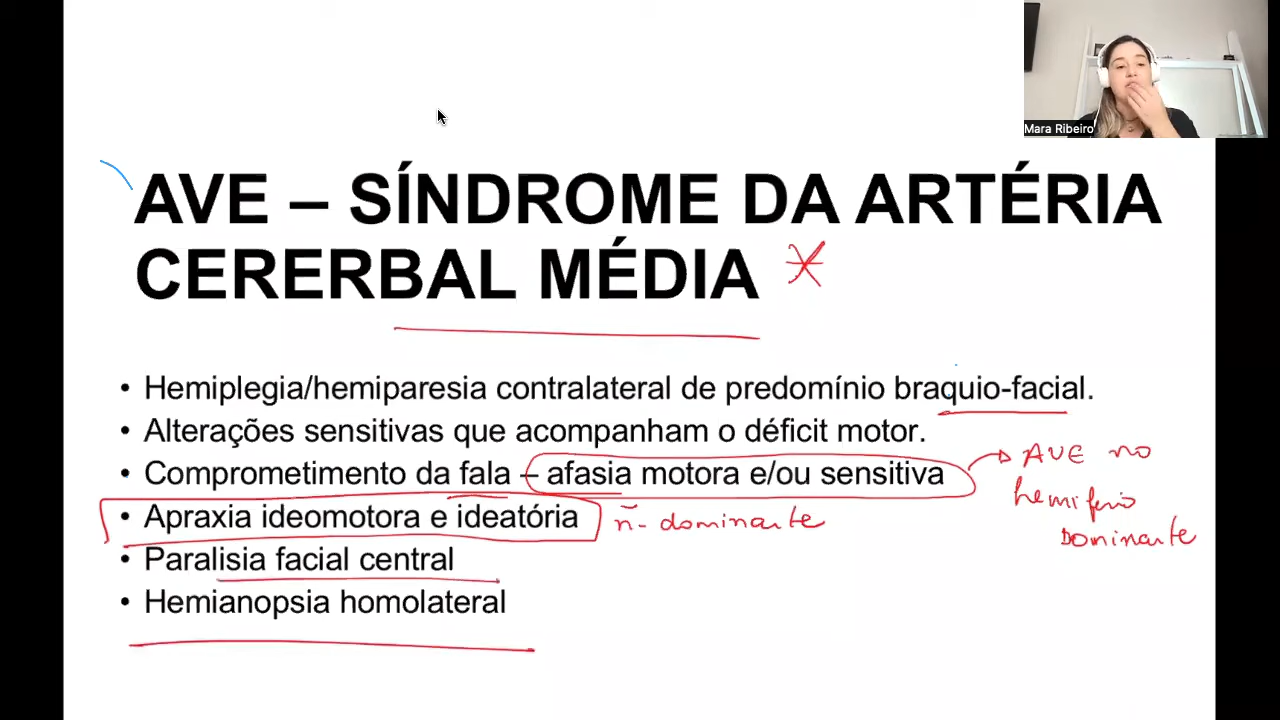 Mara Ribeiro
AVE – SÍNDROME DA ARTÉRIA
CERERBAL MÉDIA *
• Hemiplegia/hemiparesia contralateral de predomínio braquio-facial.
• Alterações sensitivas que acompanham o déficit motor.
• Comprometimento da fala – afasia motora e/ou sensitiva
AVE no
hemiferio
Dominante
• Apraxia ideomotora e ideatória
ñ- dominante
• Paralisia facial central
• Hemianopsia homolateral